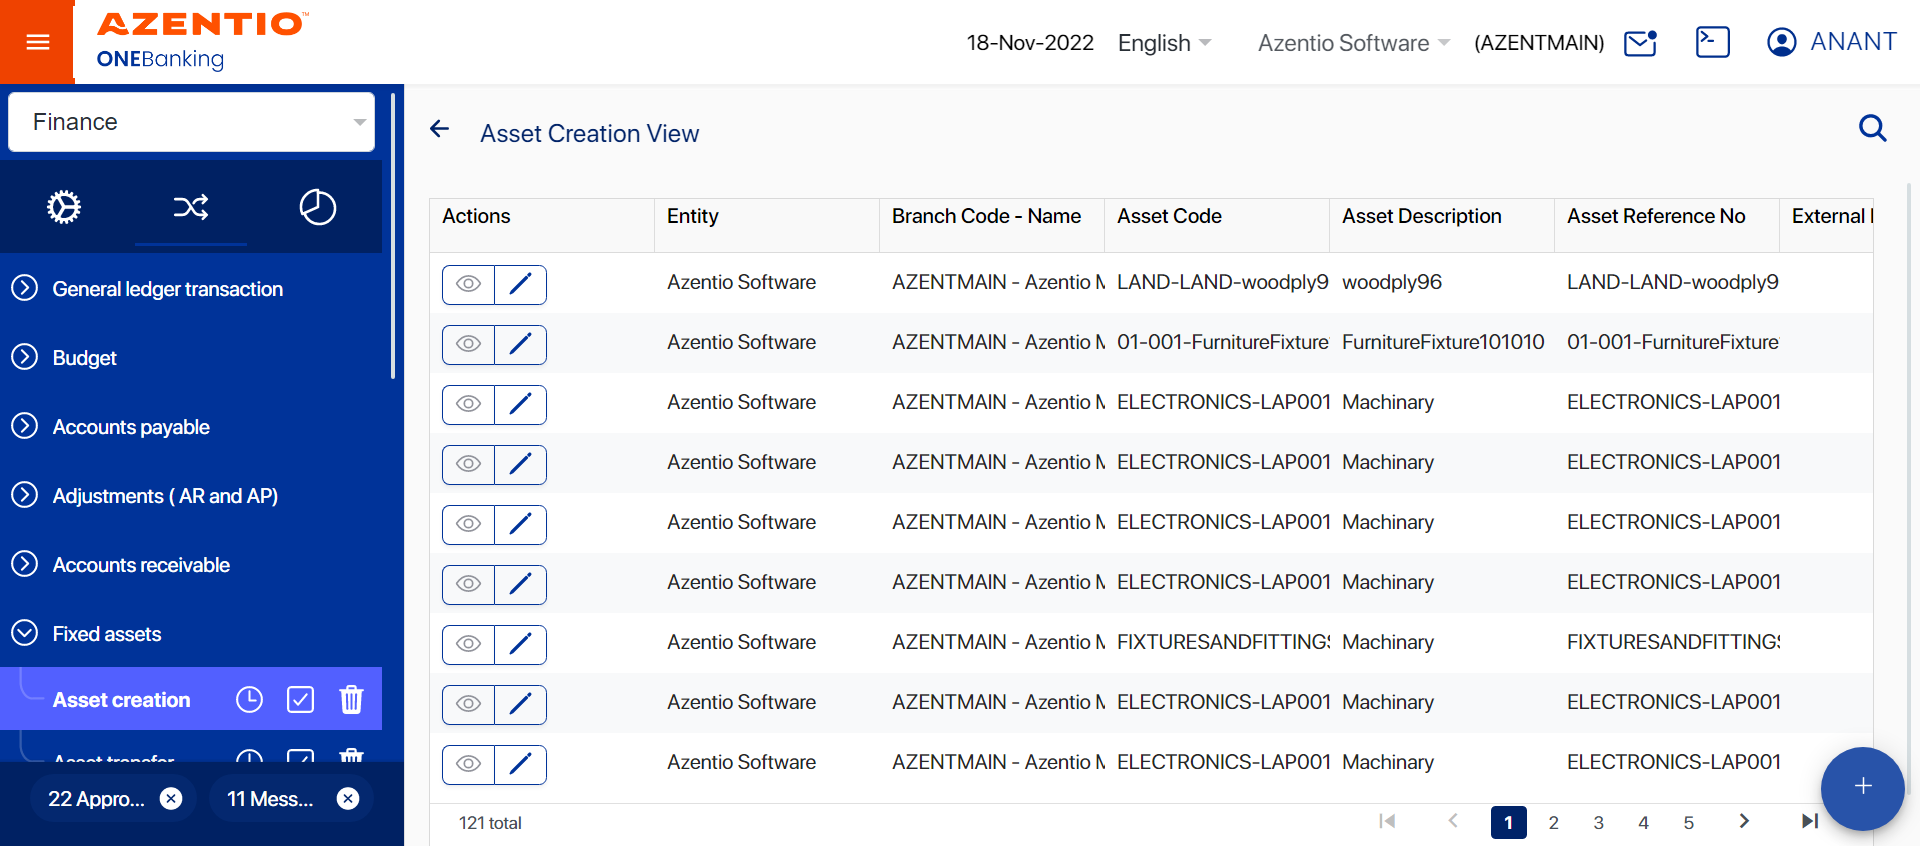 AZENTIO™
ONEBanking
18-Nov-2022 English Azentio Software (AZENTMAIN) ANANT
Finance
General ledger transaction
Budget
Accounts payable
Adjustments ( AR and AP)
Accounts receivable
Fixed assets
Asset creation
Asset transfer
22 Appro...
11 Mess...
Asset Creation View
Actions Entity Branch Code - Name Asset Code Asset Description Asset Reference No External
Azentio Software AZENTMAIN - Azentio M LAND-LAND-woodply9 woodply96 LAND-LAND-woodply9
Azentio Software AZENTMAIN - Azentio M 01-001-FurnitureFixture FurnitureFixture101010 01-001-FurnitureFixture
Azentio Software AZENTMAIN - Azentio M ELECTRONICS-LAP001 Machinary ELECTRONICS-LAP001
Azentio Software AZENTMAIN - Azentio M ELECTRONICS-LAP001 Machinary ELECTRONICS-LAP001
Azentio Software AZENTMAIN - Azentio M ELECTRONICS-LAP001 Machinary ELECTRONICS-LAP001
Azentio Software AZENTMAIN - Azentio M ELECTRONICS-LAP001 Machinary ELECTRONICS-LAP001
Azentio Software AZENTMAIN - Azentio M FIXTURESANDFITTINGS Machinary FIXTURESANDFITTINGS
Azentio Software AZENTMAIN - Azentio M ELECTRONICS-LAP001 Machinary ELECTRONICS-LAP001
Azentio Software AZENTMAIN - Azentio M ELECTRONICS-LAP001 Machinary ELECTRONICS-LAP001
121 total
1 2 3 4 5